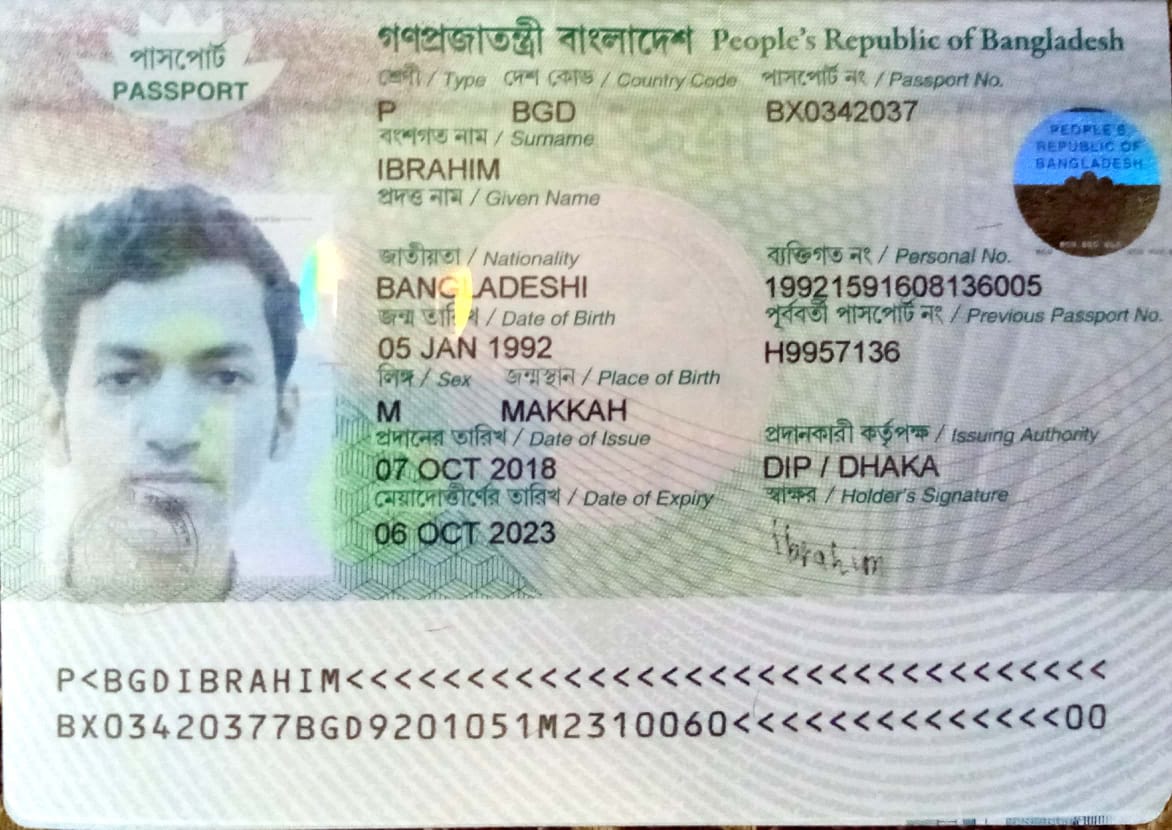 পাসপোর্ট
PASSPORT
গণপ্রজাতন্ত্রী বাংলাদেশ People's Republic of Bangladesh
শ্রেণী / Type দেশ কোড / Country Code পাসপোর্ট নং / Passport No.
P BGD BX0342037
বংশগত নাম / Surname
IBRAHIM
প্রদত্ত নাম / Given Name
PEOPLE'S
REPUBLIC OF
BANGLADESH
জাতীয়তা / Nationality ব্যক্তিগত নং / Personal No.
BANGLADESHI 19921591608136005
জন্ম তারিখ / Date of Birth পূর্ববর্তী পাসপোর্ট নং / Previous Passport No.
05 JAN 1992 H9957136
লিঙ্গ / Sex জন্মস্থান / Place of Birth
M MAKKAH
প্রদানের তারিখ / Date of Issue প্রদানকারী কর্তৃপক্ষ / Issuing Authority
07 OCT 2018 DIP / DHAKA
মেয়াদোত্তীর্ণের তারিখ / Date of Expiry স্বাক্ষর / Holder's Signature
06 OCT 2023 Ibrahim
P<BGDIBRAHIM<<<<<<<<<<<<<<<<<<<<<<<<<<<<<<<<
BX03420377BGD9201051M2310060<<<<<<<<<<<<<<00